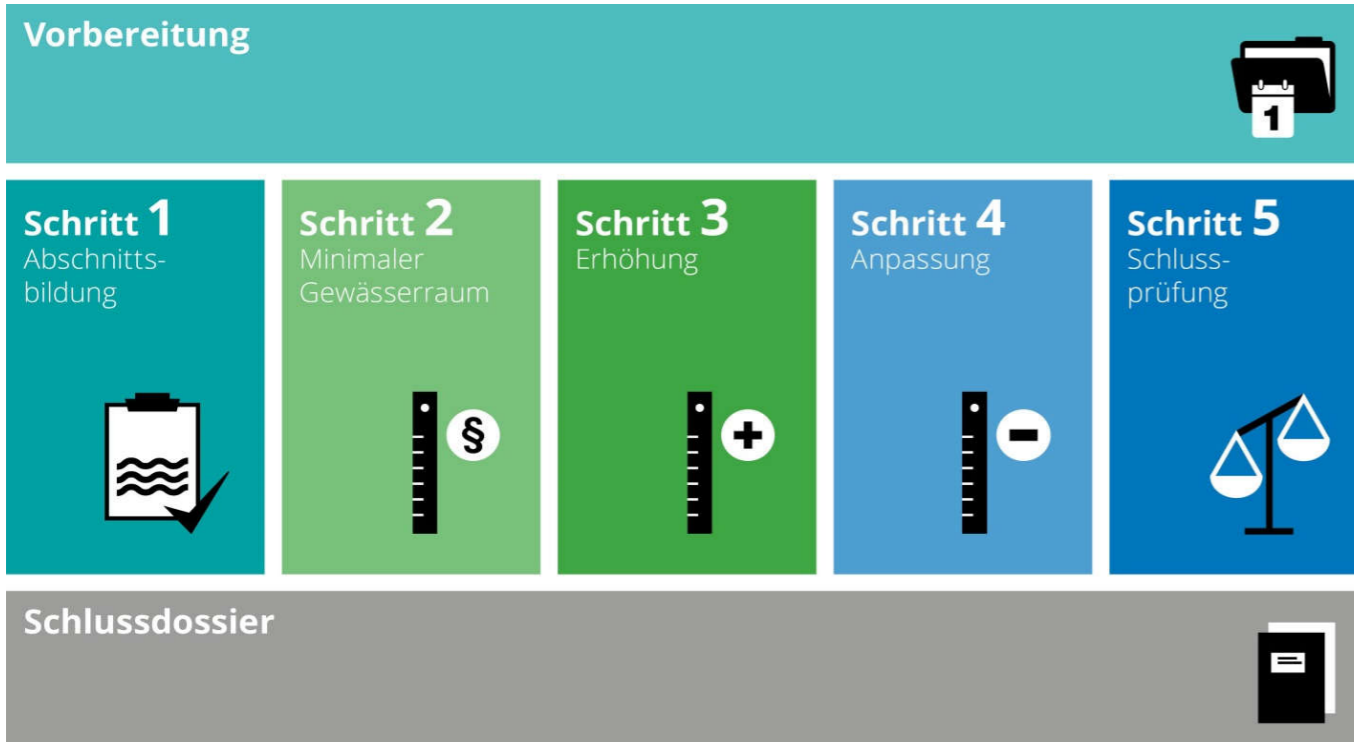 Vorbereitung
1
Schritt 1
Abschnitts-
bildung
Schritt 2
Minimaler
Gewässerraum
§
Schritt 3
Erhöhung
Schritt 4
Anpassung
Schritt 5
Schluss-
prüfung
Schlussdossier